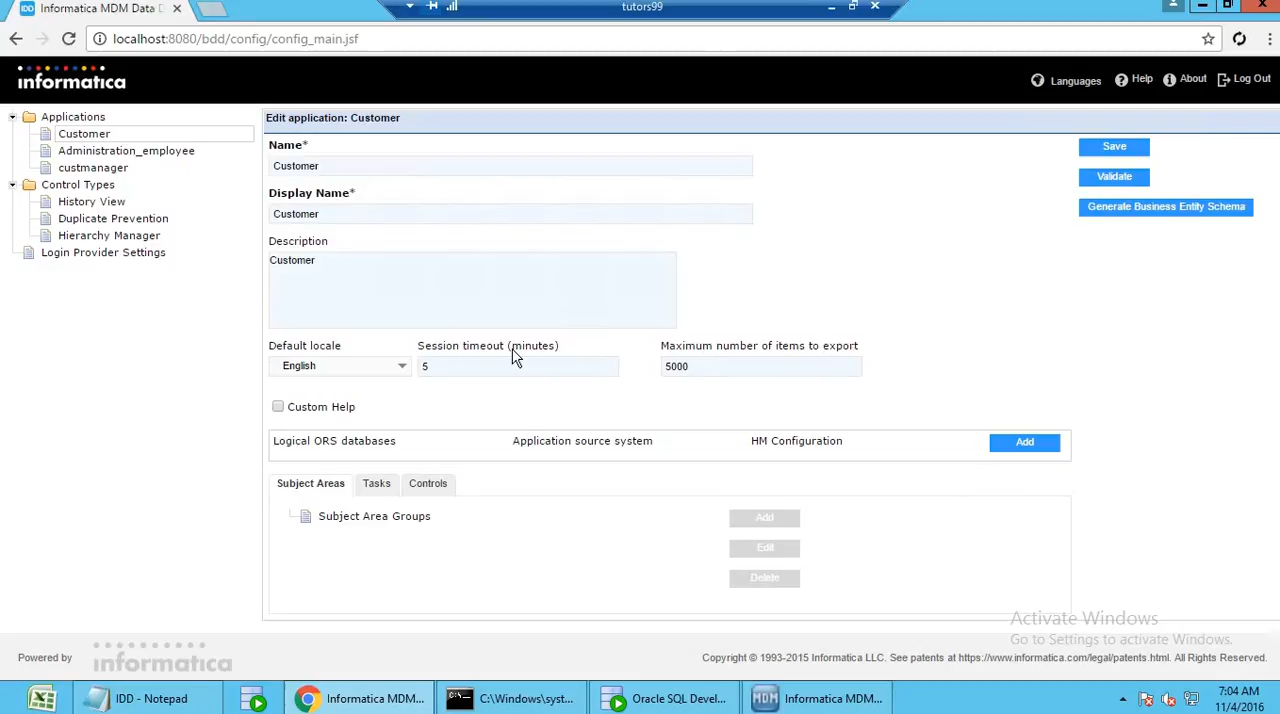 Informatica MDM Data D
tutors99
localhost:8080/bdd/config/config_main.jsf
informatica
Languages
Help
About
Log Out
Applications
Customer
Administration_employee
custmanager
Control Types
History View
Duplicate Prevention
Hierarchy Manager
Login Provider Settings
Edit application: Customer
Name*
Customer
Display Name*
Customer
Description
Customer
Default locale
Session timeout (minutes)
Maximum number of items to export
English
5
5000
Custom Help
Logical ORS databases
Application source system
HM Configuration
Add
Subject Areas
Tasks
Controls
Subject Area Groups
Add
Edit
Delete
Save
Validate
Generate Business Entity Schema
Activate Windows
Go to Settings to activate Windows.
Powered by
informatica
Copyright © 1993-2015 Informatica LLC. See patents at https://www.informatica.com/legal/patents.html. All Rights Reserved.
IDD - Notepad
Informatica MDM...
C:\Windows\syst...
Oracle SQL Devel...
MDM
Informatica MDM...
7:04 AM
11/4/2016